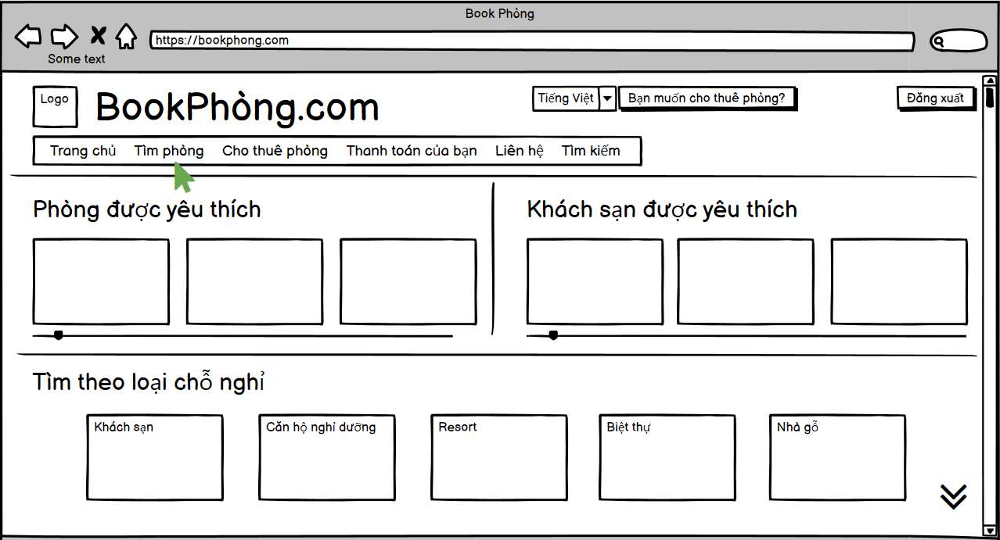 Book Phòng
https://bookphong.com
Some text
Logo
BookPhòng.com
Tiếng Việt
Bạn muốn cho thuê phòng?
Đăng xuất
Trang chủ Tìm phòng Cho thuê phòng Thanh toán của bạn Liên hệ Tìm kiếm
Phòng được yêu thích
Khách sạn được yêu thích
Tìm theo loại chỗ nghỉ
Khách sạn
Căn hộ nghỉ dưỡng
Resort
Biệt thự
Nhà gỗ